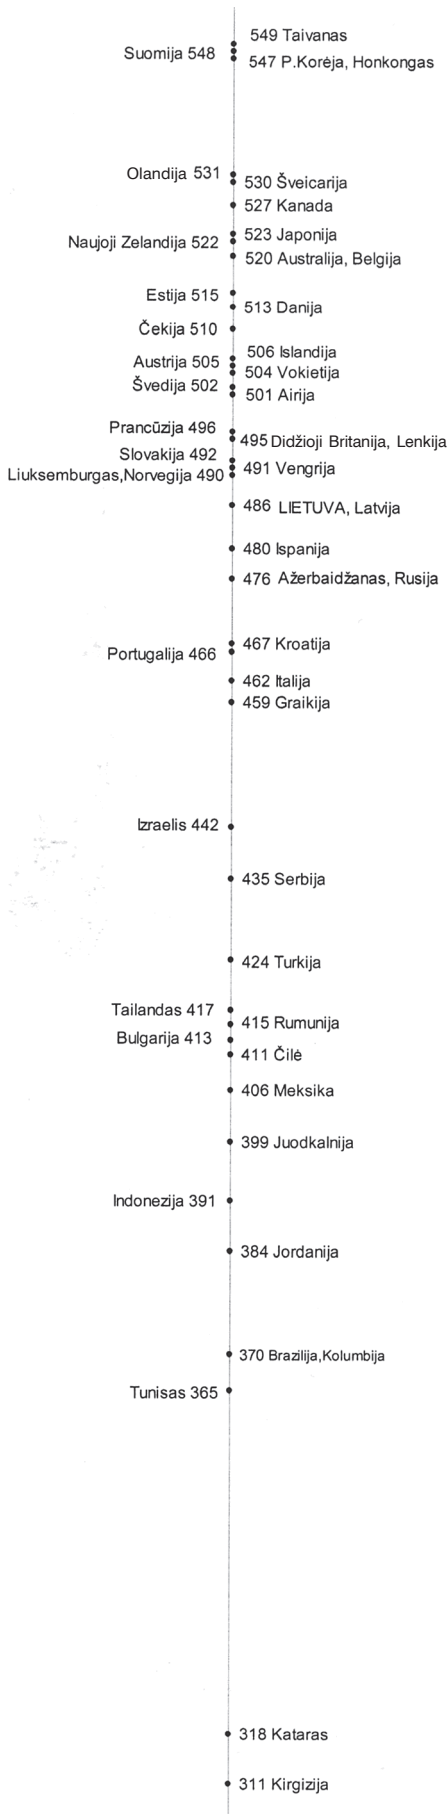 549 Taivanas
Suomija 548
547 P.Korėja, Honkongas
Olandija 531
530 Šveicarija
527 Kanada
523 Japonija
Naujoji Zelandija 522
520 Australija, Belgija
Estija 515
513 Danija
Čekija 510
506 Islandija
Austrija 505
504 Vokietija
Švedija 502
501 Airija
Prancūzija 496
495 Didžioji Britanija, Lenkija
Slovakija 492
491 Vengrija
Liuksemburgas,Norvegija 490
486 LIETUVA, Latvija
480 Ispanija
476 Ažerbaidžanas, Rusija
467 Kroatija
Portugalija 466
462 Italija
459 Graikija
Izraelis 442
435 Serbija
424 Turkija
Tailandas 417
415 Rumunija
Bulgarija 413
411 Čilė
406 Meksika
399 Juodkalnija
Indonezija 391
384 Jordanija
370 Brazilija,Kolumbija
Tunisas 365
318 Kataras
311 Kirgizija